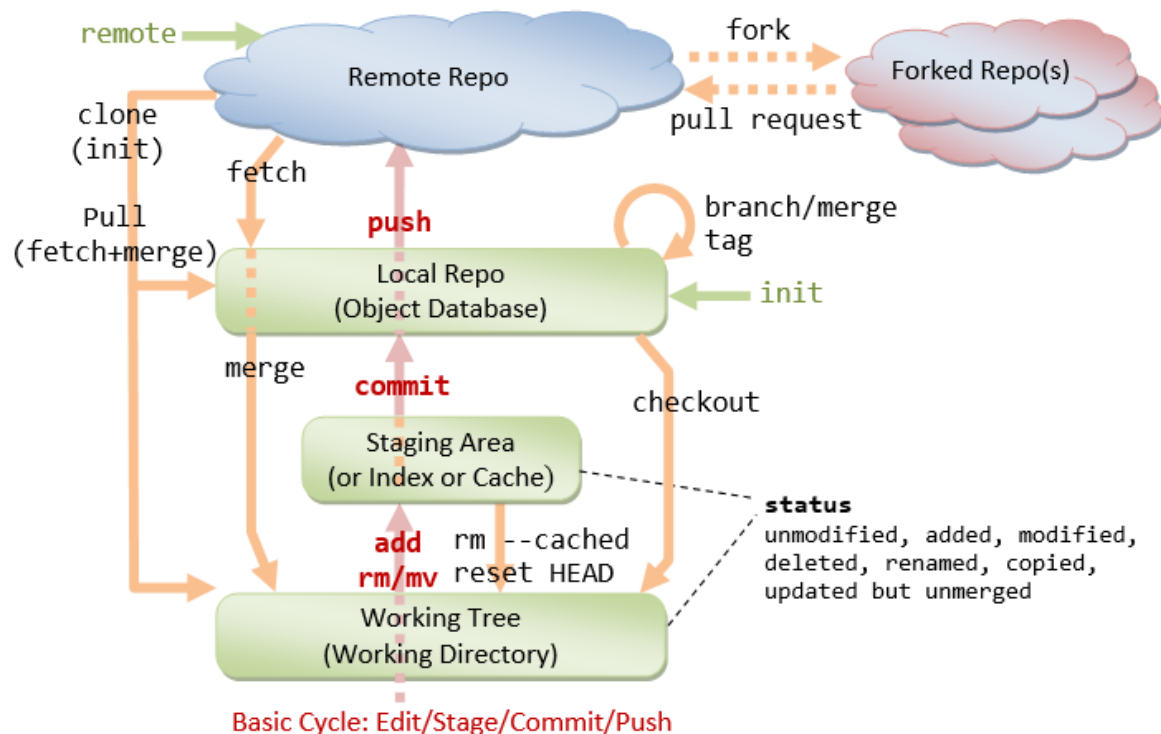 remote
fork
Remote Repo
Forked Repo(s)
clone
(init)
pull request
fetch
Pull
(fetch+merge)
push
branch/merge
tag
Local Repo
(Object Database)
init
merge
commit
checkout
Staging Area
(or Index or Cache)
status
unmodified, added, modified,
deleted, renamed, copied,
updated but unmerged
add
rm/mv
rm --cached
reset HEAD
Working Tree
(Working Directory)
Basic Cycle: Edit/Stage/Commit/Push